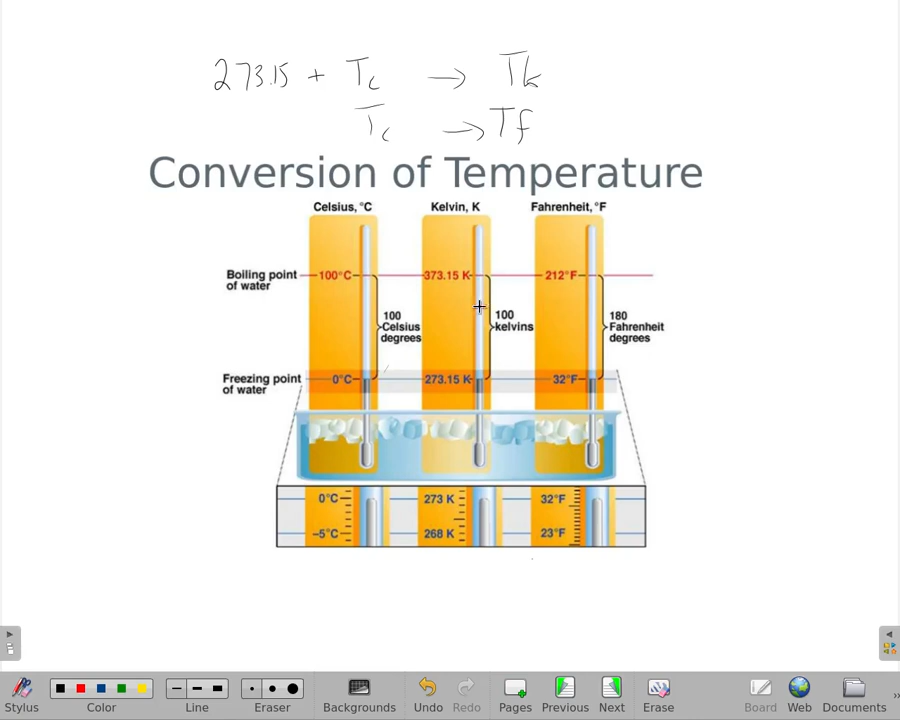 273.15 + Tc → Tk
Tc → Tf
Conversion of Temperature
Celsius, °C Kelvin, K Fahrenheit, °F
Boiling point of water 100°C 373.15 K 212°F
100 Celsius degrees 100 kelvins 180 Fahrenheit degrees
Freezing point of water 0°C 273.15 K 32°F
0°C 273 K 32°F
–5°C 268 K 23°F
Stylus Color Line Eraser Backgrounds Undo Redo Pages Previous Next Erase Board Web Documents